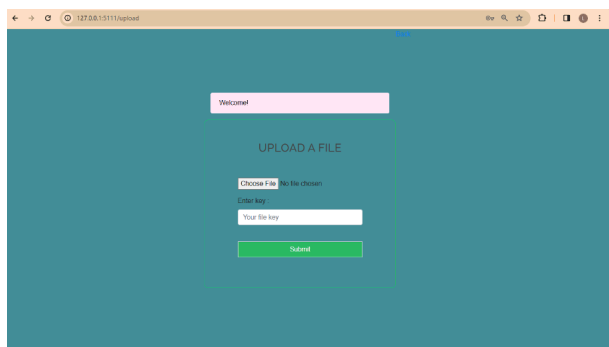 127.0.0.1:5111/upload
Welcome!
UPLOAD A FILE
Choose File No file chosen
Enter key :
Your file key
Submit